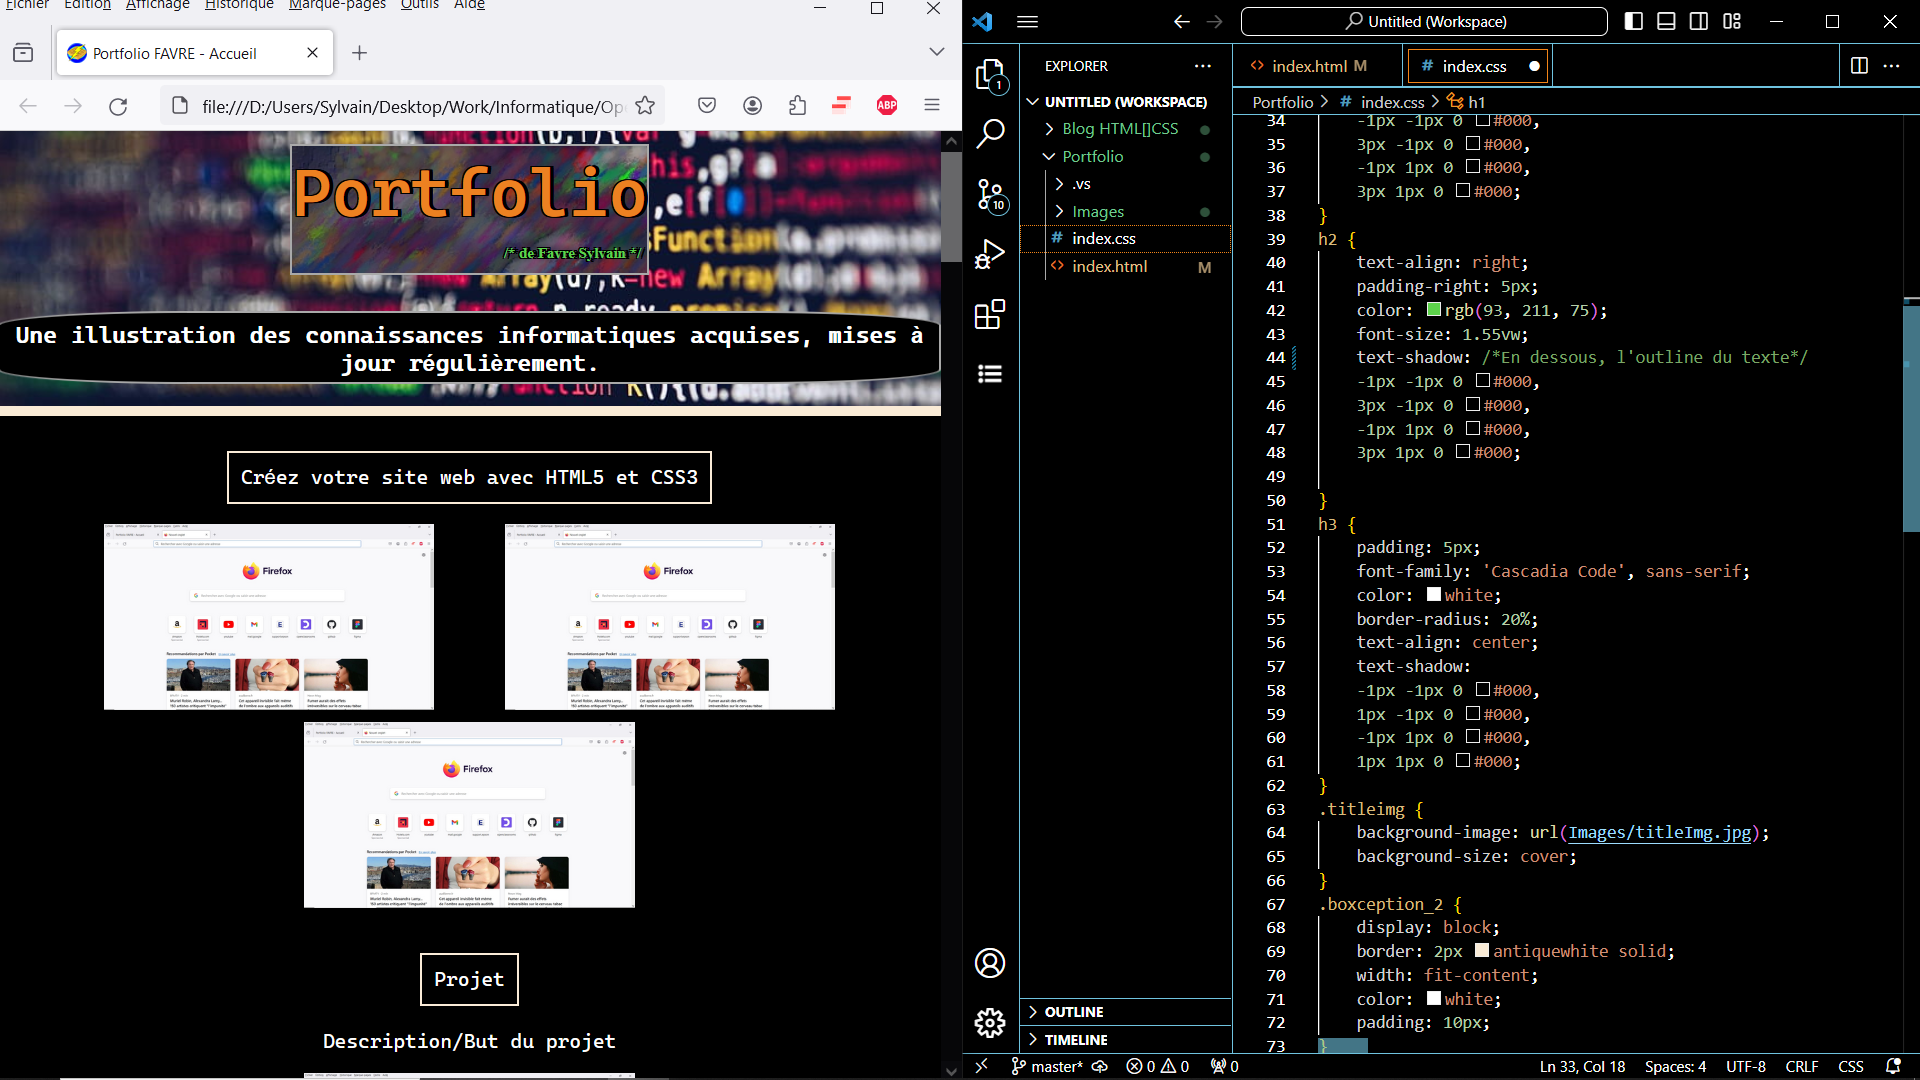 Fichier Edition Affichage Historique Marque-pages Outils Aide
Portfolio FAVRE - Accueil
file:///D:/Users/Sylvain/Desktop/Work/Informatique/Op
ABP
Portfolio
/* de Favre Sylvain */
Une illustration des connaissances informatiques acquises, mises à
jour régulièrement.
Créez votre site web avec HTML5 et CSS3
Firefox
Firefox
Firefox
Projet
Description/But du projet
Untitled (Workspace)
EXPLORER
UNTITLED (WORKSPACE)
Blog HTML[]CSS
Portfolio
.vs
Images
# index.css
<> index.html M
OUTLINE
TIMELINE
1
10
<> index.html M
# index.css
Portfolio > # index.css > h1
34 -1px -1px 0 #000,
35 3px -1px 0 #000,
36 -1px 1px 0 #000,
37 3px 1px 0 #000;
38 }
39 h2 {
40 text-align: right;
41 padding-right: 5px;
42 color: rgb(93, 211, 75);
43 font-size: 1.55vw;
44 text-shadow: /*En dessous, l'outline du texte*/
45 -1px -1px 0 #000,
46 3px -1px 0 #000,
47 -1px 1px 0 #000,
48 3px 1px 0 #000;
49
50 }
51 h3 {
52 padding: 5px;
53 font-family: 'Cascadia Code', sans-serif;
54 color: white;
55 border-radius: 20%;
56 text-align: center;
57 text-shadow:
58 -1px -1px 0 #000,
59 1px -1px 0 #000,
60 -1px 1px 0 #000,
61 1px 1px 0 #000;
62 }
63 .titleimg {
64 background-image: url(Images/titleImg.jpg);
65 background-size: cover;
66 }
67 .boxception_2 {
68 display: block;
69 border: 2px antiquewhite solid;
70 width: fit-content;
71 color: white;
72 padding: 10px;
73 }
master* 0 0 0 Ln 33, Col 18 Spaces: 4 UTF-8 CRLF CSS